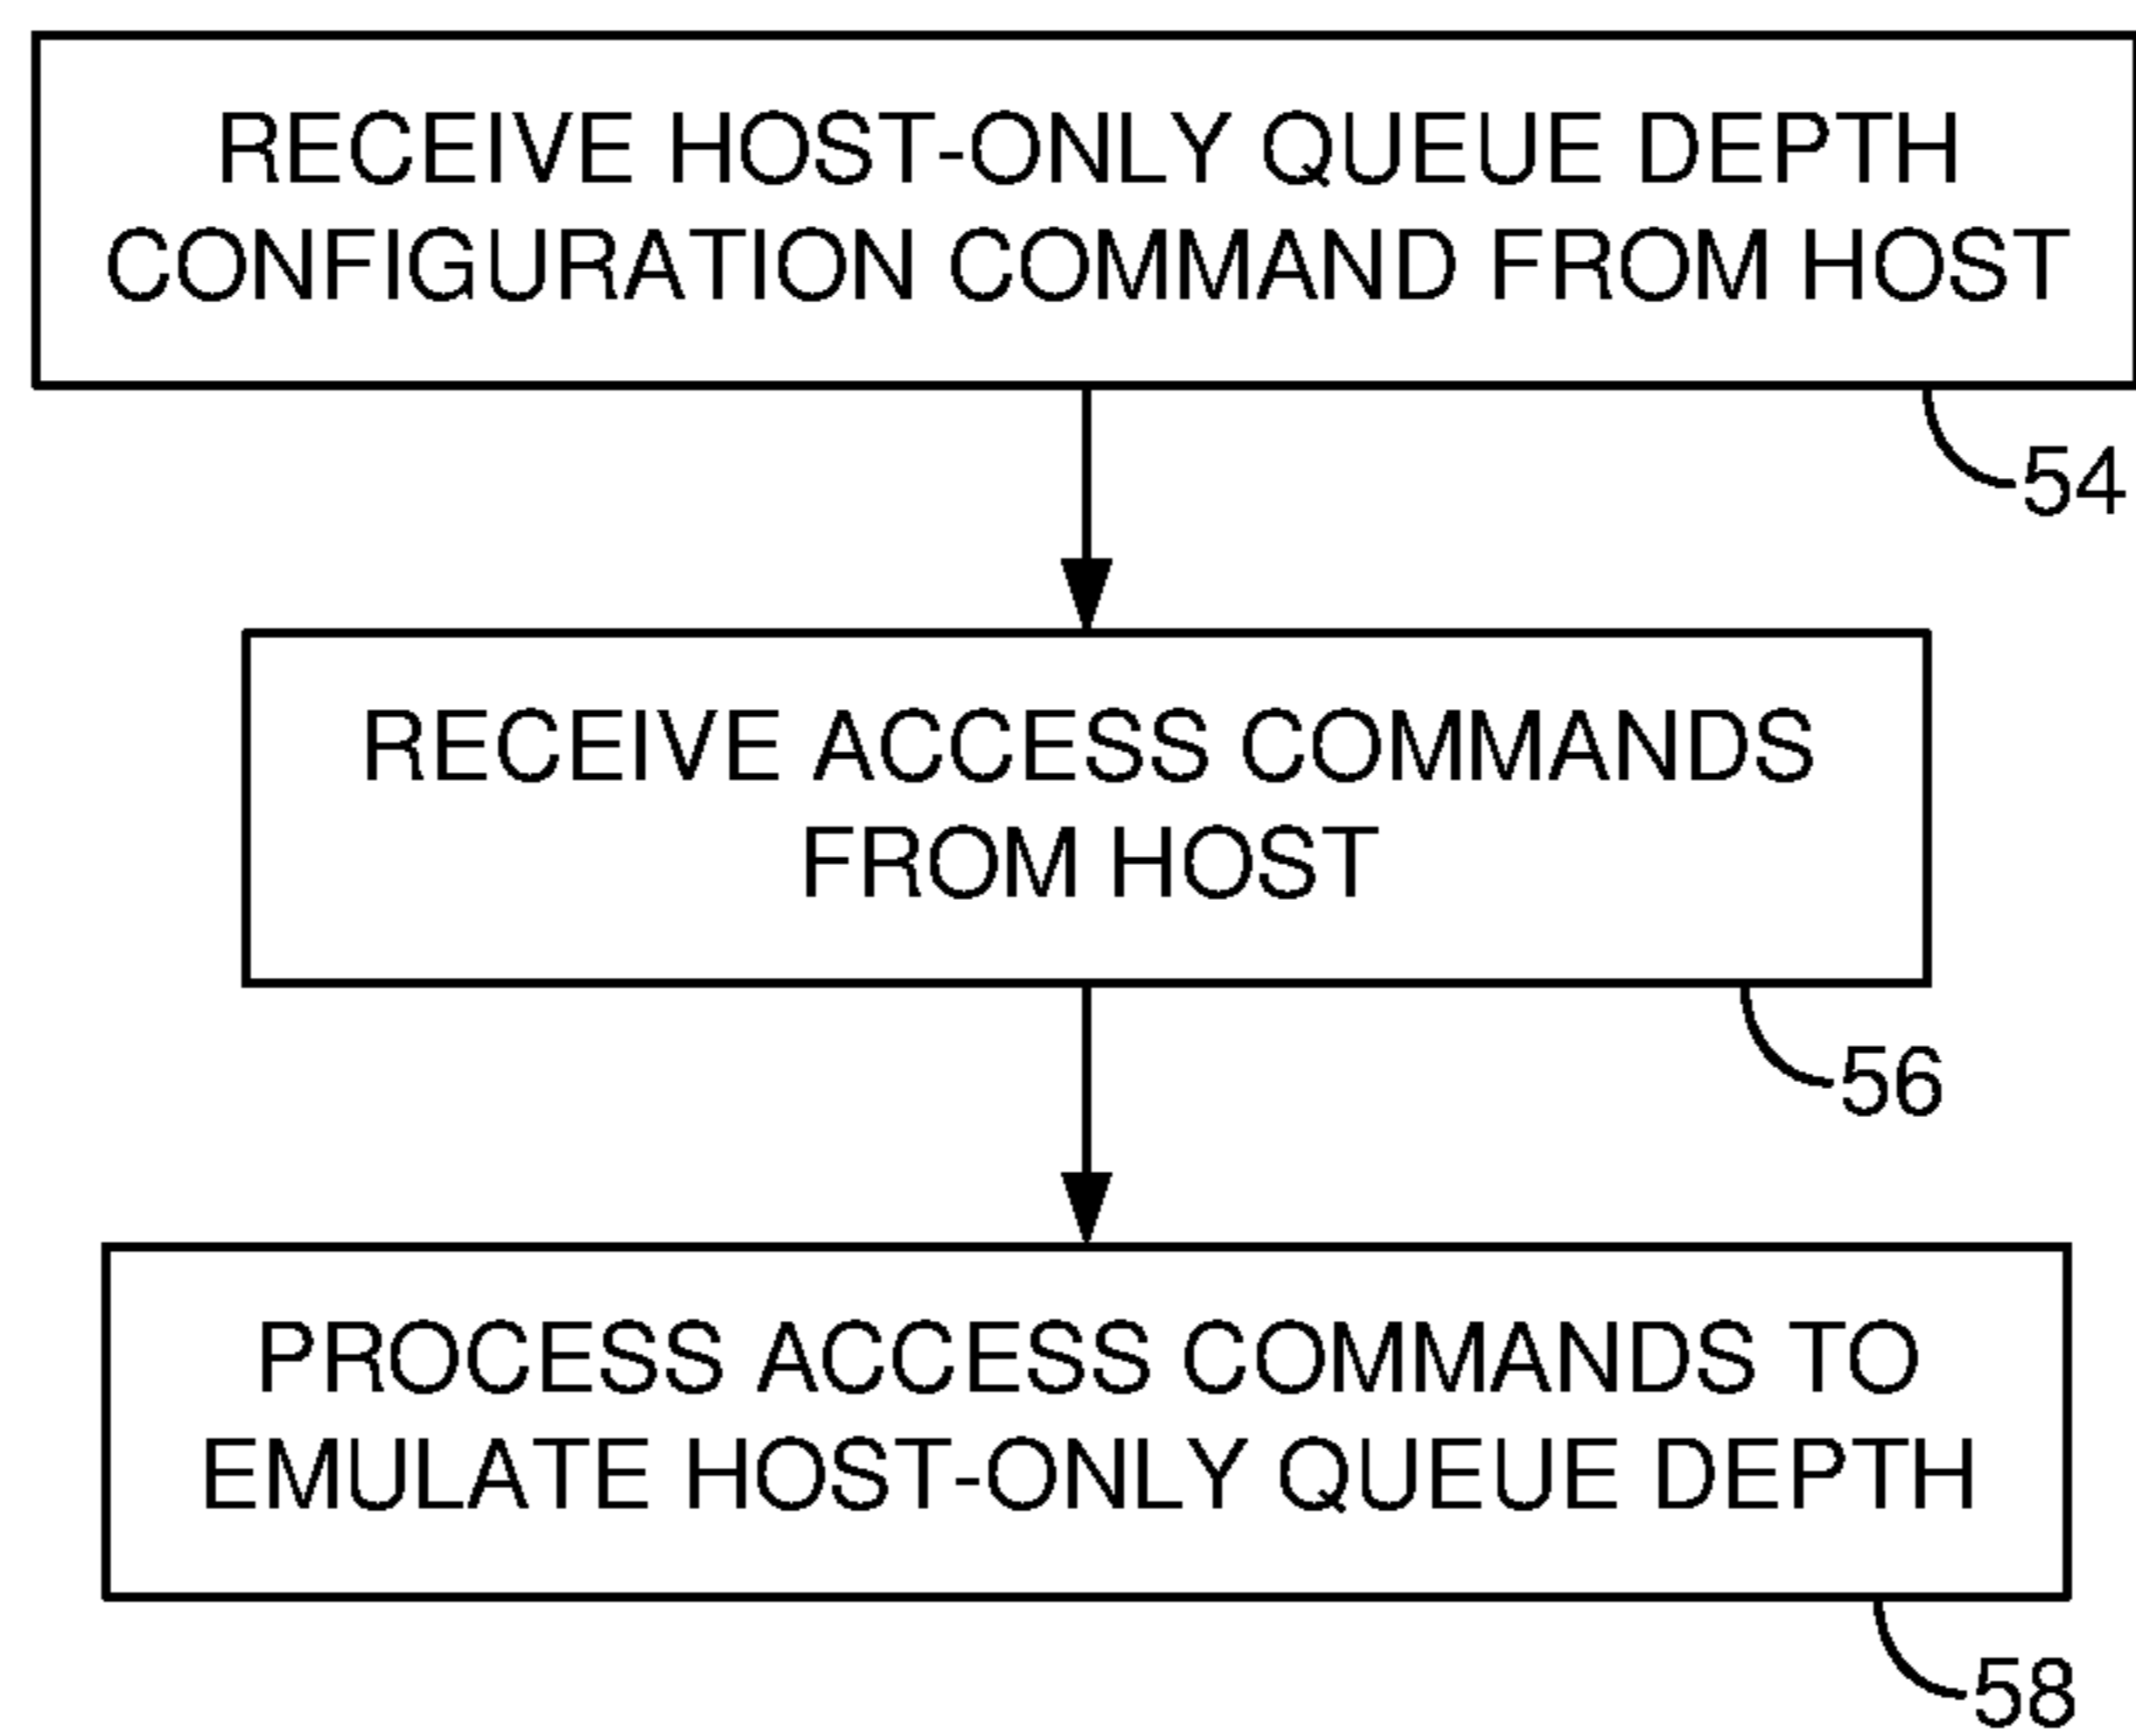 RECEIVE HOST-ONLY QUEUE DEPTH
CONFIGURATION COMMAND FROM HOST
54
RECEIVE ACCESS COMMANDS
FROM HOST
56
PROCESS ACCESS COMMANDS TO
EMULATE HOST-ONLY QUEUE DEPTH
58